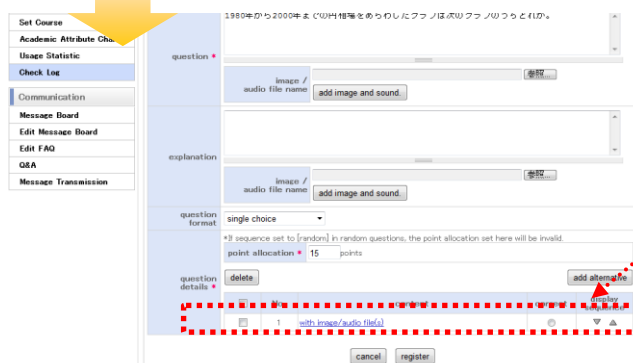 Set Course
Usage Statistic
Check Log
Communication
Message Board
Edit Message Board
Edit FAQ
Q&A
Message Transmission
1980年から2000年までの円相場をあらわしたグラフは次のグラフのうちどれか。
question *
image /
audio file name
参照...
add image and sound.
explanation
image /
audio file name
参照...
add image and sound.
question
format
single choice
*If sequence set to [random] in random questions, the point allocation set here will be invalid.
point allocation * 15 points
question
details *
delete
add alternative
No. content correct display
sequence
1 with image/audio file(s)
cancel register